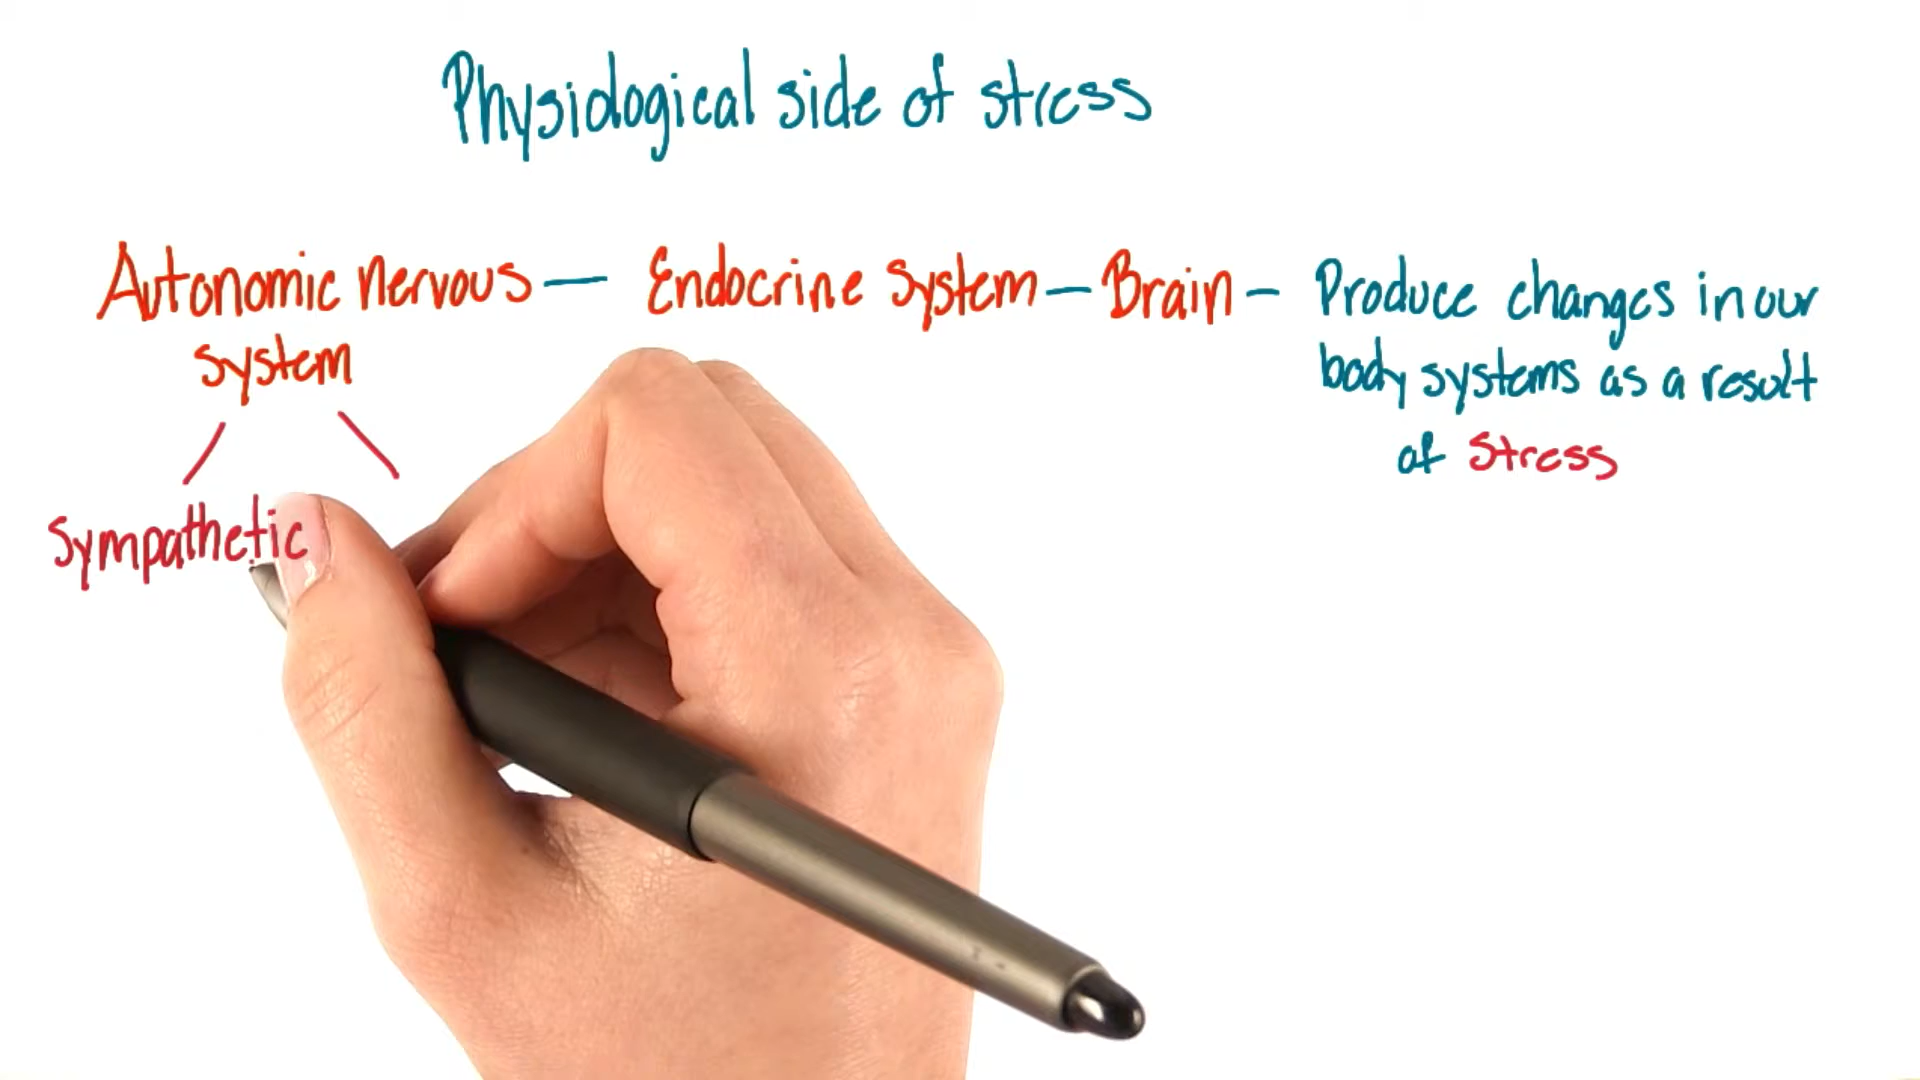 Physiological side of stress
Autonomic nervous — Endocrine System — Brain - Produce changes in our
system
body systems as a result
of Stress
Sympathetic